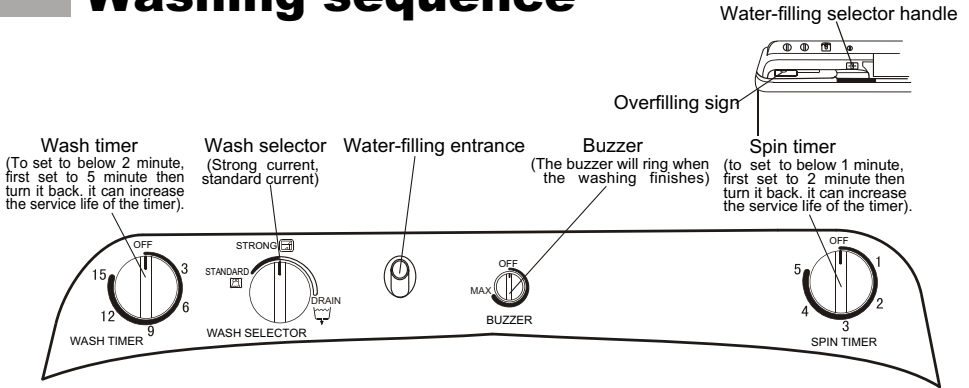 Washing sequence
Water-filling selector handle
Overfilling sign
Wash timer
(To set to below 2 minute,
first set to 5 minute then
turn it back. it can increase
the service life of the timer).
Wash selector
(Strong current,
standard current)
Water-filling entrance
Buzzer
(The buzzer will ring when
the washing finishes)
Spin timer
(to set to below 1 minute,
first set to 2 minute then
turn it back. it can increase
the service life of the timer).
OFF
3
6
9
12
15
WASH TIMER
STRONG
STANDARD
DRAIN
WASH SELECTOR
OFF
MAX
BUZZER
OFF
1
2
3
4
5
SPIN TIMER